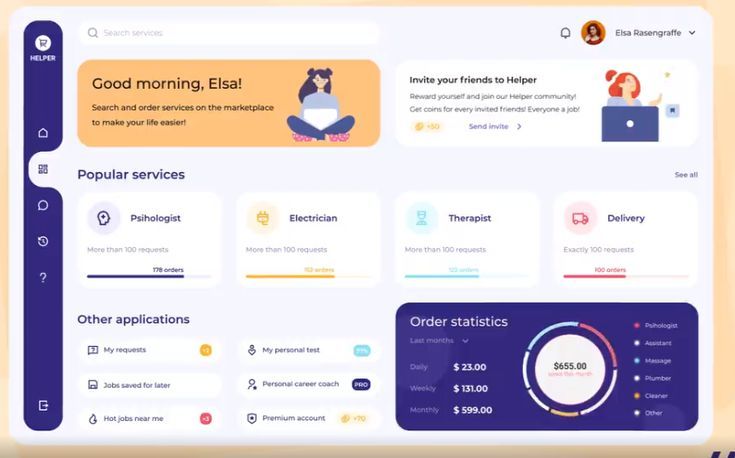 Search services
Elsa Rasengraffe
HELPER
Good morning, Elsa!
Search and order services on the marketplace
to make your life easier!
Invite your friends to Helper
Reward yourself and join our Helper community!
Get coins for every invited friends! Everyone a job!
+50
Send invite
Popular services
See all
Psihologist
More than 100 requests
178 orders
Electrician
More than 100 requests
152 orders
Therapist
More than 100 requests
122 orders
Delivery
Exactly 100 requests
100 orders
Other applications
My requests
My personal test
Jobs saved for later
Personal career coach
PRO
Hot jobs near me
+3
Premium account
+70
Order statistics
Last months
Daily
$ 23.00
Weekly
$ 131.00
Monthly
$ 599.00
$655.00
Psihologist
Assistant
Massage
Plumber
Cleaner
Other